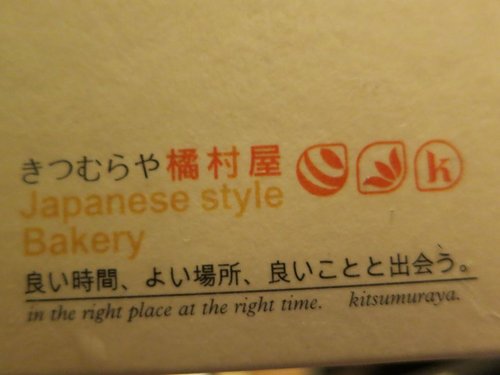 きつむらや 橘村屋 k
Japanese style
Bakery
良い時間、よい場所、良いことと出会う。
in the right place at the right time. kitsumuraya.